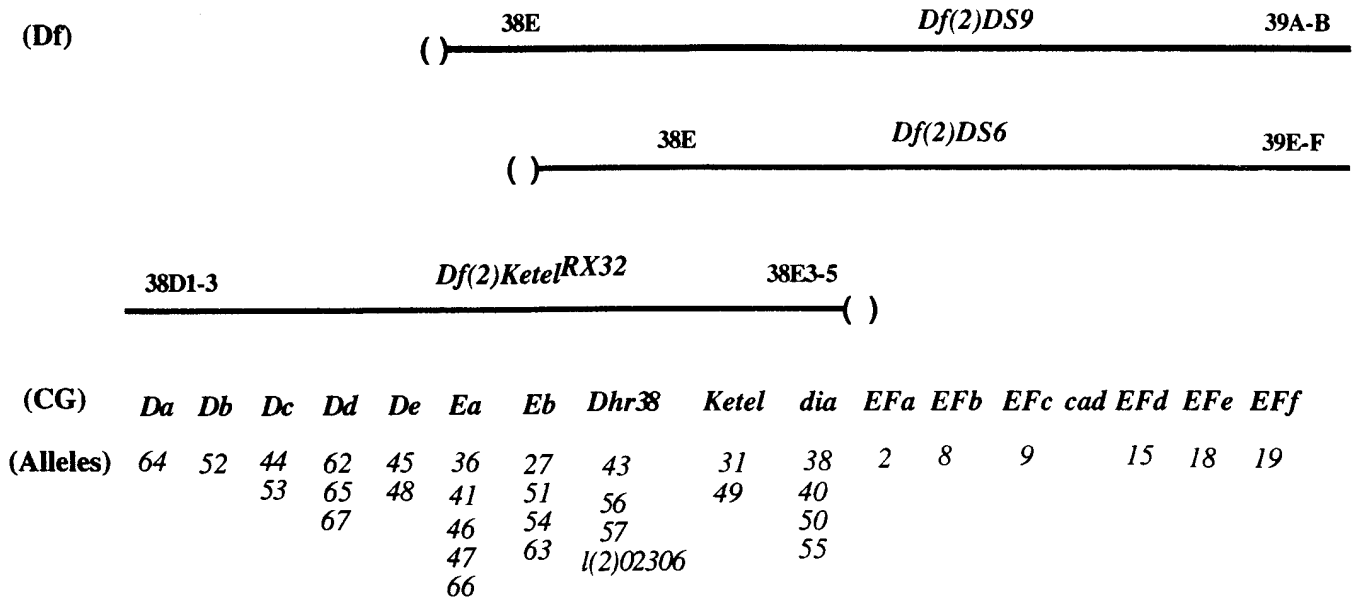 (Df) 38E Df(2)DS9 39A-B
( )
38E Df(2)DS6 39E-F
( )
38D1-3 Df(2)Ketel^RX32 38E3-5
( )
(CG) Da Db Dc Dd De Ea Eb Dhr38 Ketel dia EFa EFb EFc cad EFd EFe EFf
(Alleles) 64 52 44 62 45 36 27 43 31 38 2 8 9 15 18 19
53 65 48 41 51 56 49 40
67 46 54 57 50
47 63 l(2)02306 55
66